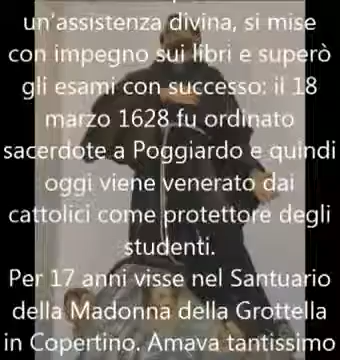 un'assistenza divina, si mise
con impegno sui libri e superò
gli esami con successo: il 18
marzo 1628 fu ordinato
sacerdote a Poggiardo e quindi
oggi viene venerato dai
cattolici come protettore degli
studenti.
Per 17 anni visse nel Santuario
della Madonna della Grottella
in Copertino. Amava tantissimo